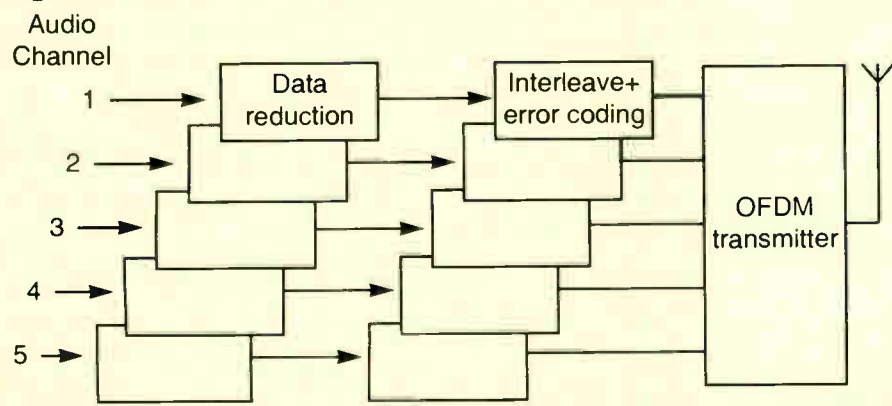 Audio
Channel
1
Data
reduction
Interleave+
error coding
2
3
OFDM
transmitter
4
5